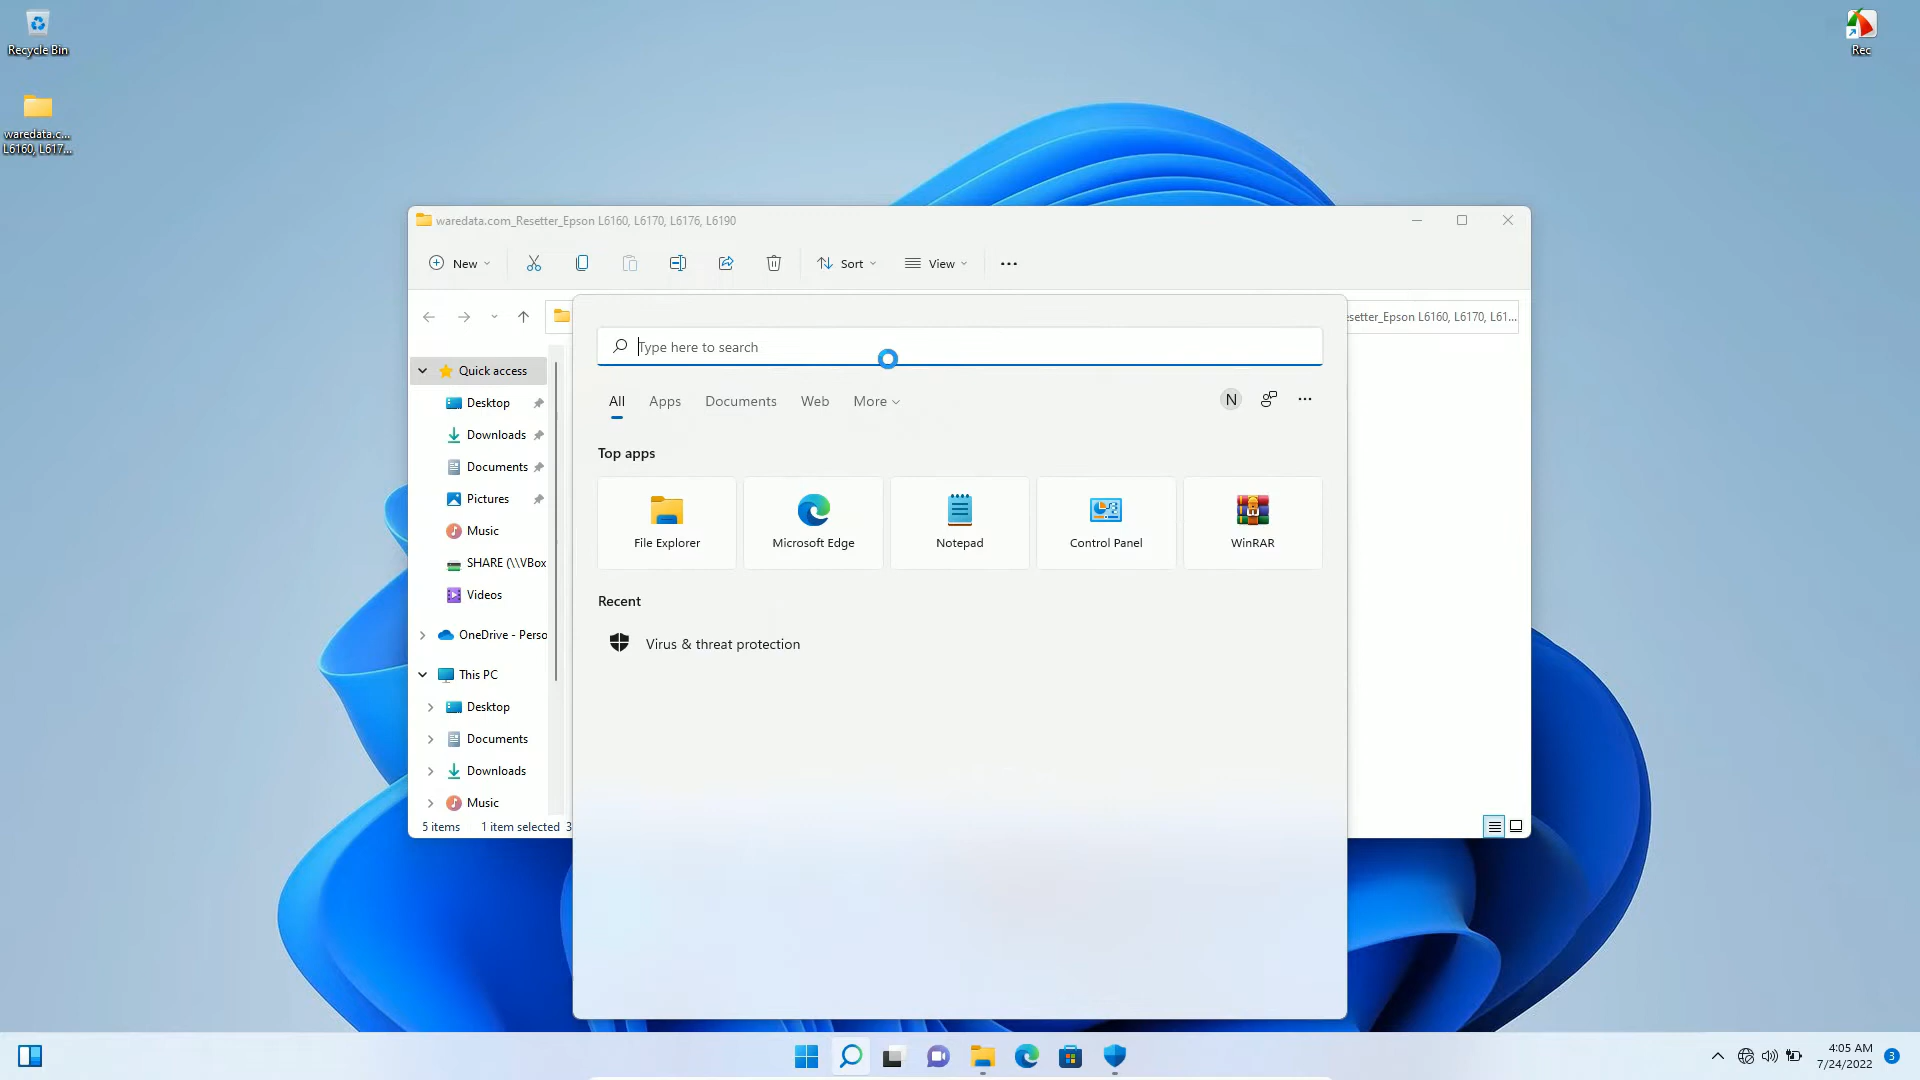 Recycle Bin
waredata.c...
L6160, L617...
Rec
waredata.com_Resetter_Epson L6160, L6170, L6176, L6190
New
Sort
View
esetter_Epson L6160, L6170, L61...
Quick access
Desktop
Downloads
Documents
Pictures
Music
SHARE (\\VBox
Videos
OneDrive - Perso
This PC
Desktop
Documents
Downloads
Music
5 items 1 item selected 3
Type here to search
All Apps Documents Web More
N
Top apps
File Explorer
Microsoft Edge
Notepad
Control Panel
WinRAR
Recent
Virus & threat protection
4:05 AM
7/24/2022
3